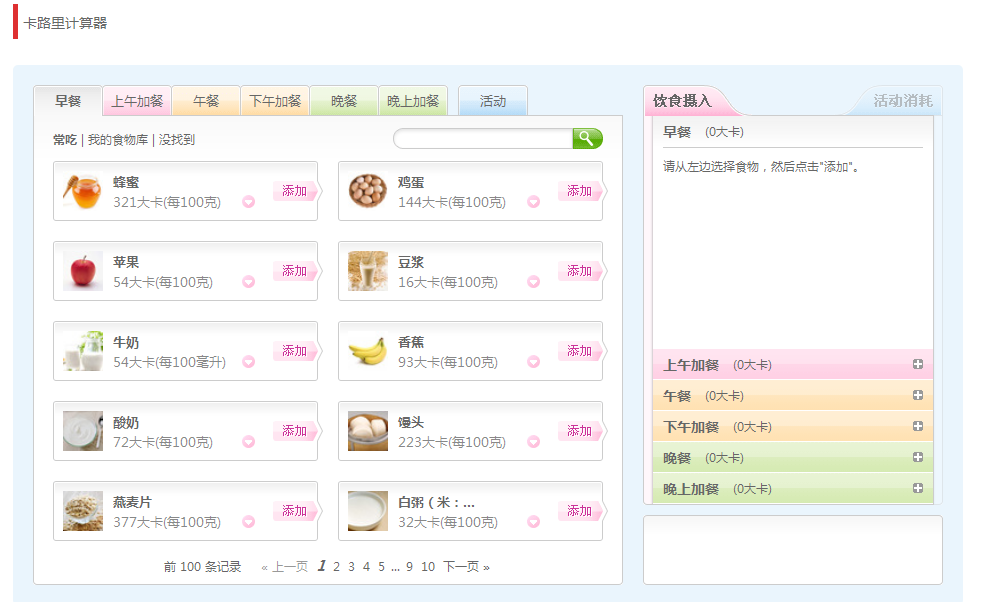 卡路里计算器
早餐 上午加餐 午餐 下午加餐 晚餐 晚上加餐 活动
常吃 | 我的食物库 | 没找到
蜂蜜
321大卡(每100克)
添加
鸡蛋
144大卡(每100克)
添加
苹果
54大卡(每100克)
添加
豆浆
16大卡(每100克)
添加
牛奶
54大卡(每100毫升)
添加
香蕉
93大卡(每100克)
添加
酸奶
72大卡(每100克)
添加
馒头
223大卡(每100克)
添加
燕麦片
377大卡(每100克)
添加
白粥（米：...
32大卡(每100克)
添加
前 100 条记录 « 上一页 1 2 3 4 5 ... 9 10 下一页 »
饮食摄入 活动消耗
早餐 (0大卡)
请从左边选择食物，然后点击"添加"。
上午加餐 (0大卡)
午餐 (0大卡)
下午加餐 (0大卡)
晚餐 (0大卡)
晚上加餐 (0大卡)